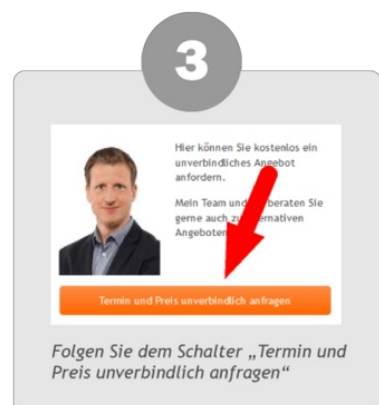 3
Hier können Sie kostenlos ein
unverbindliches Angebot
anfordern.
Mein Team und beraten Sie
gerne auch zu
Angeboten
Termin und Preis unverbindlich anfragen
Folgen Sie dem Schalter „Termin und
Preis unverbindlich anfragen“